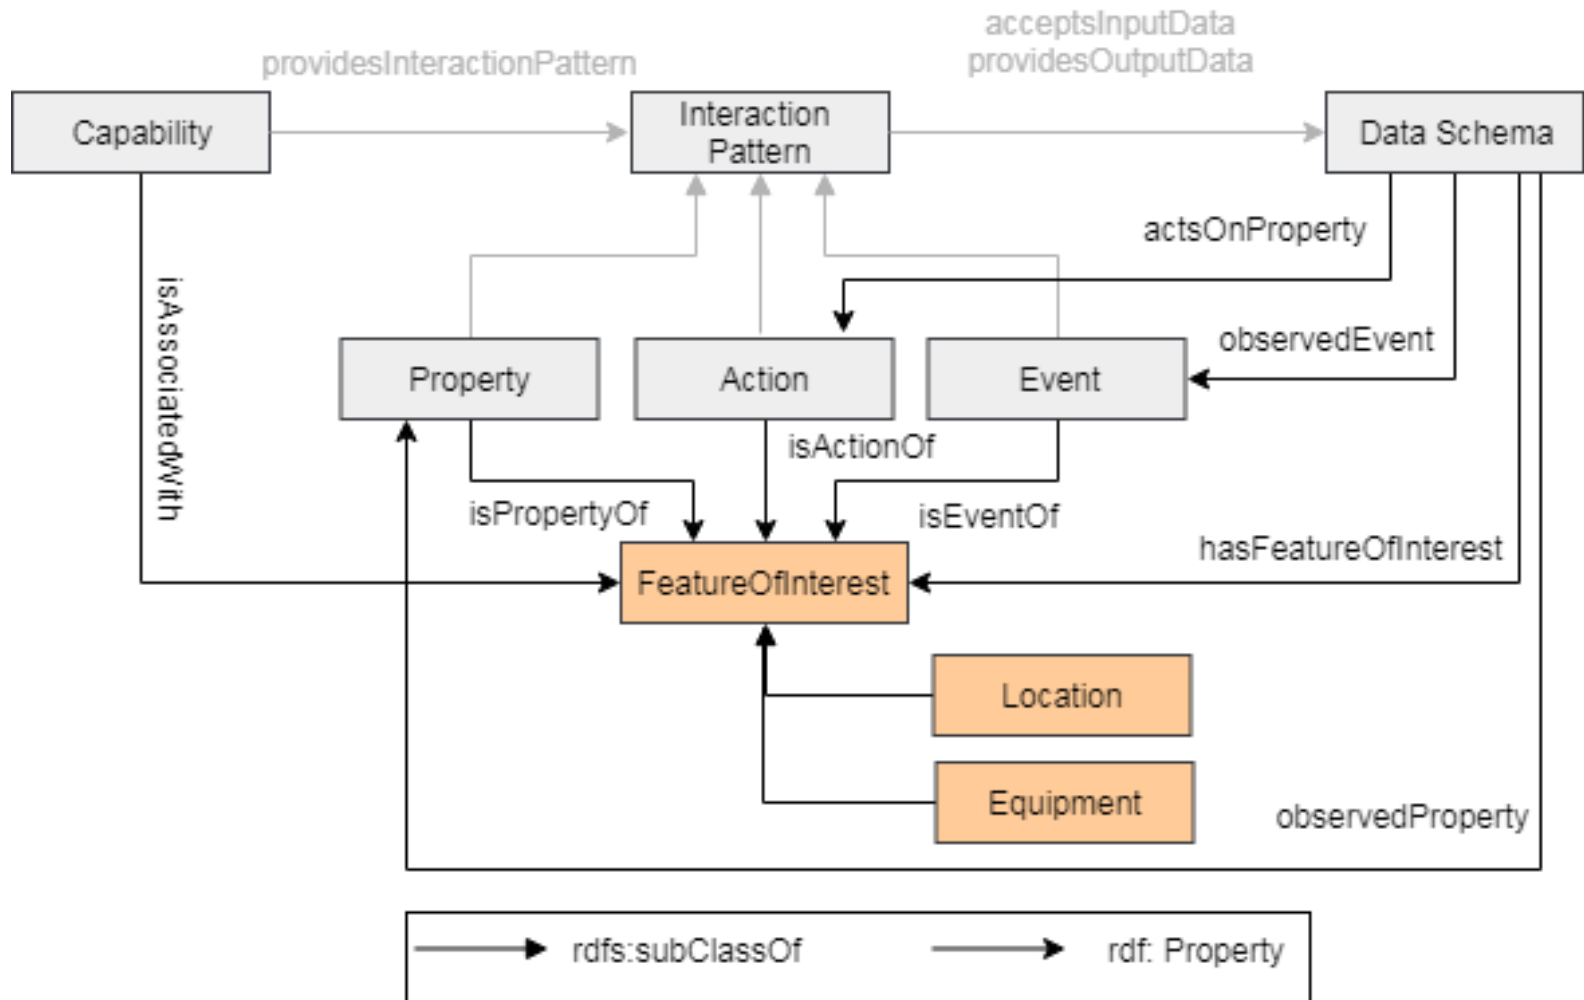 acceptsInputData
providesInteractionPattern
providesOutputData
Capability
Interaction
Pattern
Data Schema
actsOnProperty
isAssociatedWith
observedEvent
Property
Action
Event
isActionOf
isPropertyOf
isEventOf
hasFeatureOfInterest
FeatureOfInterest
Location
Equipment
observedProperty
rdfs:subClassOf
rdf: Property